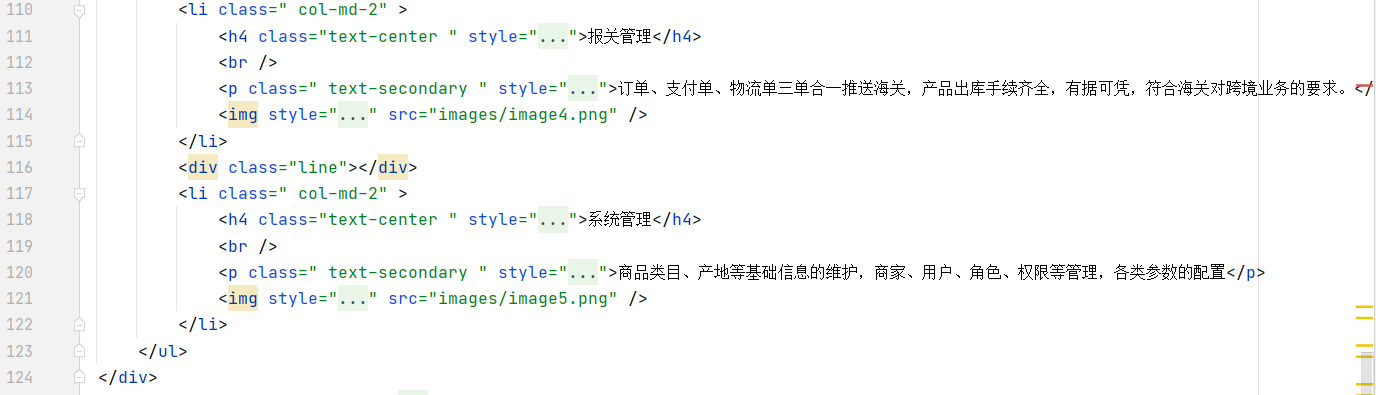 110 <li class=" col-md-2" >
111 <h4 class="text-center " style="...">报关管理</h4>
112 <br />
113 <p class=" text-secondary " style="...">订单、支付单、物流单三单合一推送海关，产品出库手续齐全，有据可凭，符合海关对跨境业务的要求。</
114 <img style="..." src="images/image4.png" />
115 </li>
116 <div class="line"></div>
117 <li class=" col-md-2" >
118 <h4 class="text-center " style="...">系统管理</h4>
119 <br />
120 <p class=" text-secondary " style="...">商品类目、产地等基础信息的维护，商家、用户、角色、权限等管理，各类参数的配置</p>
121 <img style="..." src="images/image5.png" />
122 </li>
123 </ul>
124 </div>